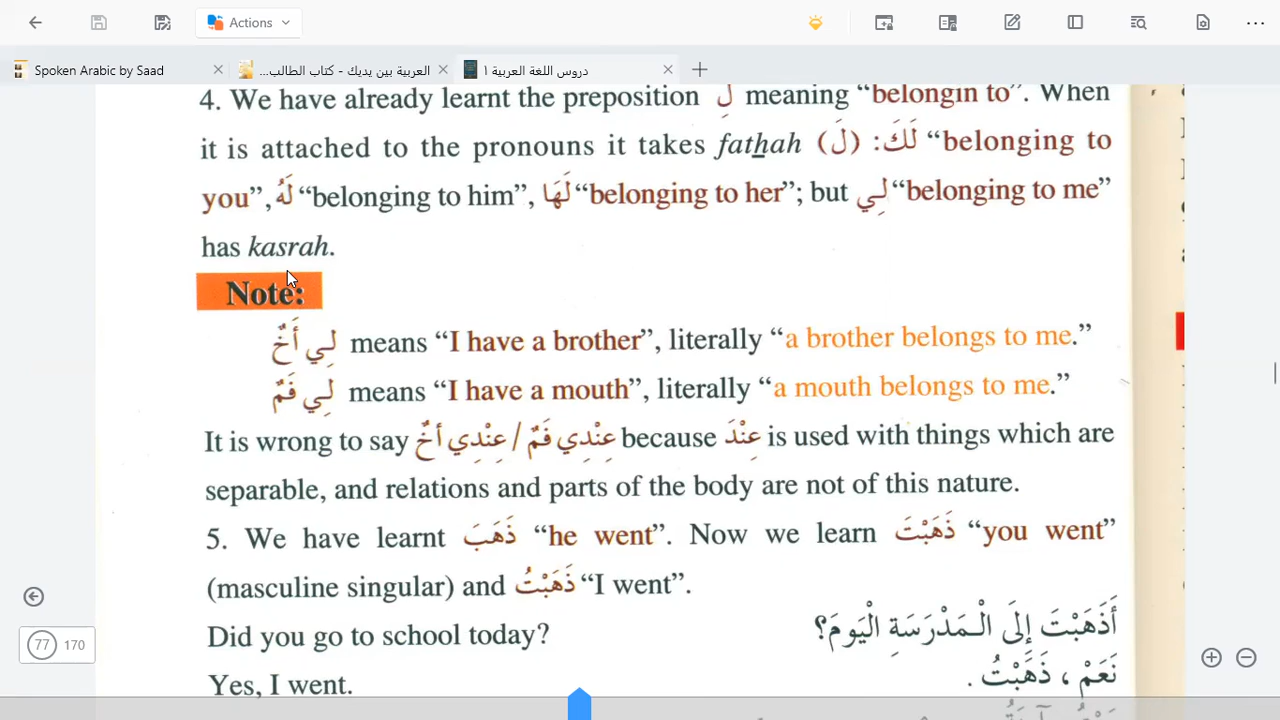 Actions
Spoken Arabic by Saad
العربية بين يديك - كتاب الطالب...
دروس اللغة العربية ١
4. We have already learnt the preposition لِ meaning “belongin to”. When
it is attached to the pronouns it takes fathah (لَ) :لَكَ “belonging to
you”, لَهُ “belonging to him”, لَهَا “belonging to her”; but لِي “belonging to me”
has kasrah.
Note:
لِي أَخٌ means “I have a brother”, literally “a brother belongs to me.”
لِي فَمٌ means “I have a mouth”, literally “a mouth belongs to me.”
It is wrong to say عِنْدِي فَمٌ / عِنْدِي أخٌ because عِنْدَ is used with things which are
separable, and relations and parts of the body are not of this nature.
5. We have learnt ذَهَبَ “he went”. Now we learn ذَهَبْتَ “you went”
(masculine singular) and ذَهَبْتُ “I went”.
Did you go to school today? أَذَهَبْتَ إِلَى الْمَدْرَسَةِ الْيَومَ؟
Yes, I went. نَعَمْ ، ذَهَبْتُ .
77 170